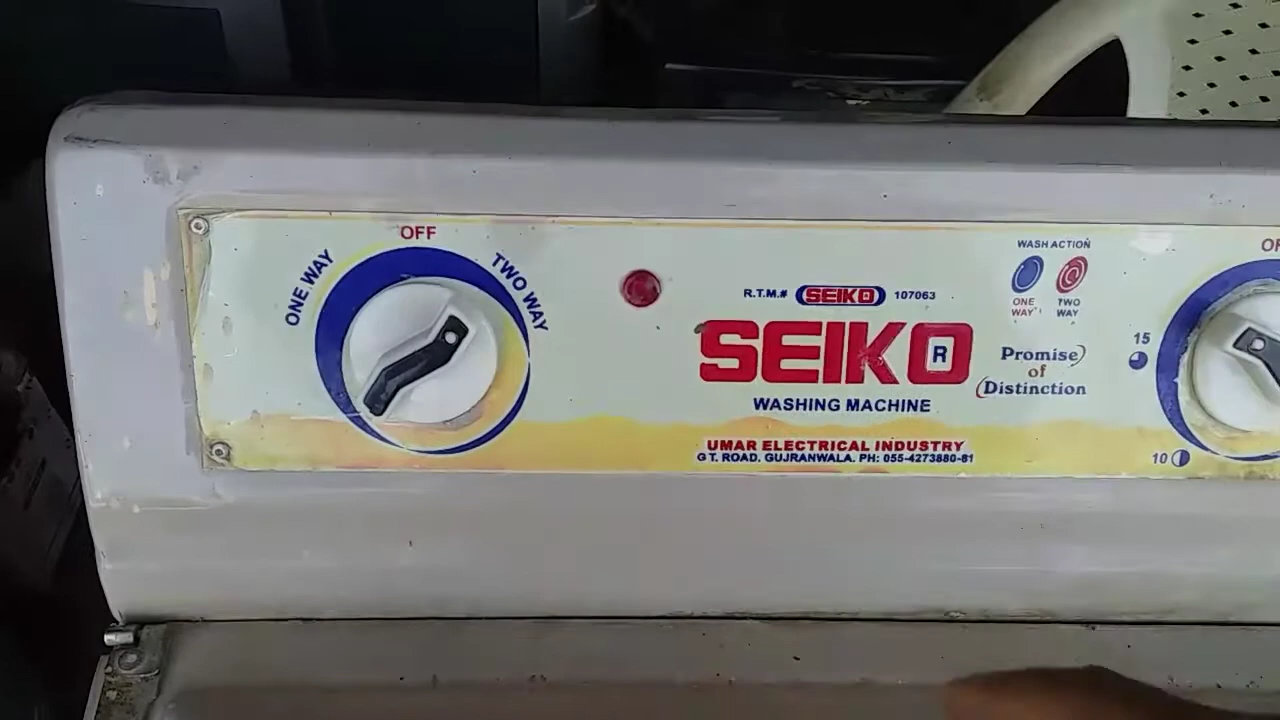 OFF
ONE WAY
TWO WAY
R.T.M.# SEIKO 107063
SEIKO R
WASHING MACHINE
UMAR ELECTRICAL INDUSTRY
G T. ROAD. GUJRANWALA. PH: 055-4273880-81
WASH ACTION
ONE WAY
TWO WAY
Promise
of
Distinction
15
10